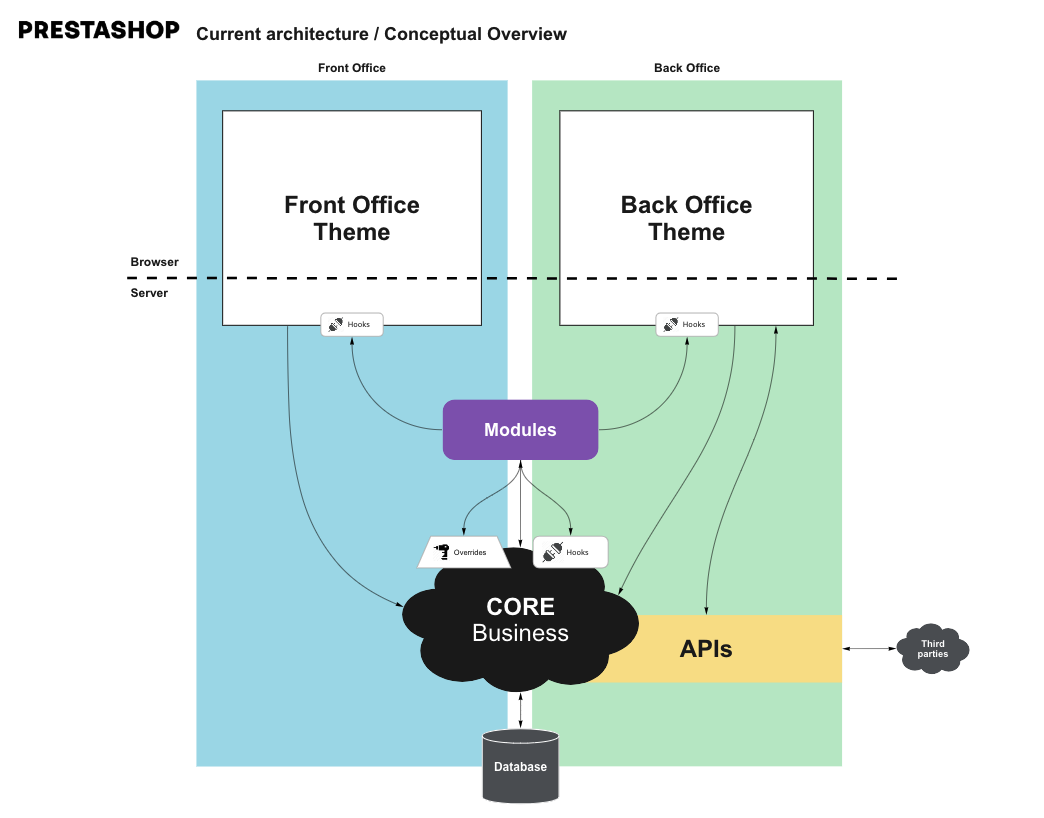 PRESTASHOP Current architecture / Conceptual Overview
Front Office
Back Office
Front Office
Theme
Back Office
Theme
Browser
Server
Hooks
Hooks
Modules
Overrides
Hooks
CORE
Business
APIs
Third
parties
Database